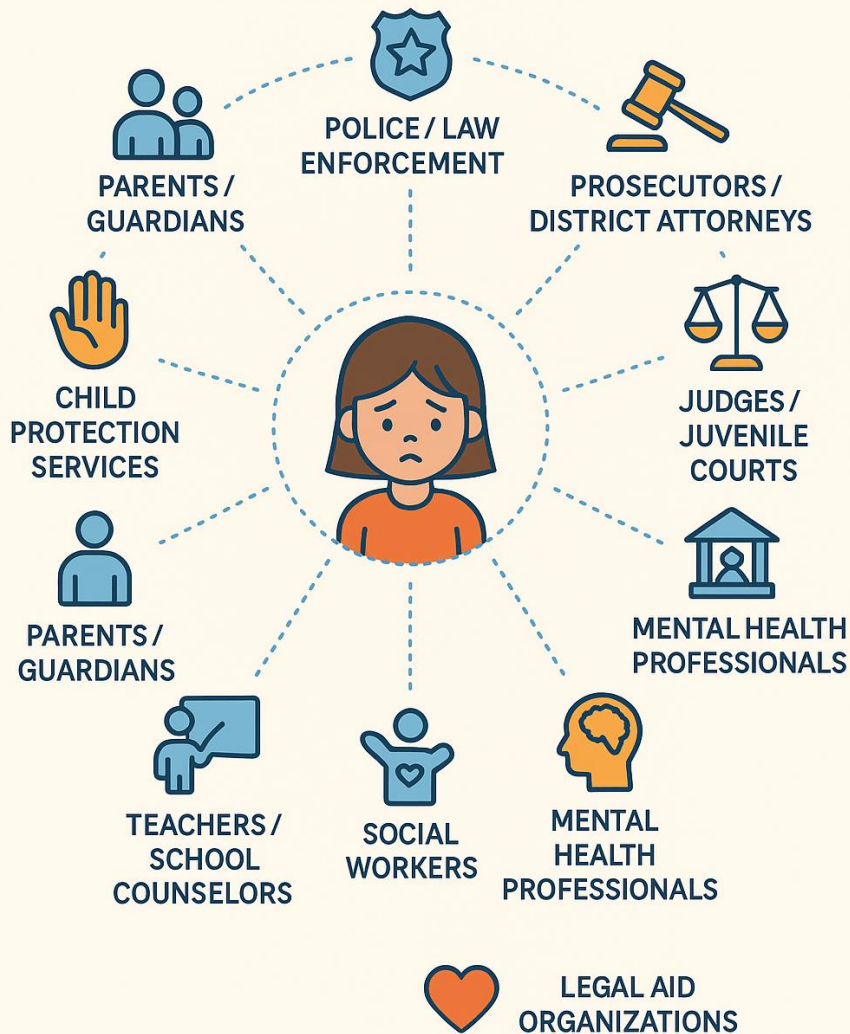 POLICE / LAW
ENFORCEMENT
PARENTS /
GUARDIANS
PROSECUTORS /
DISTRICT ATTORNEYS
CHILD
PROTECTION
SERVICES
JUDGES /
JUVENILE
COURTS
PARENTS /
GUARDIANS
MENTAL HEALTH
PROFESSIONALS
TEACHERS /
SCHOOL
COUNSELORS
SOCIAL
WORKERS
MENTAL
HEALTH
PROFESSIONALS
LEGAL AID
ORGANIZATIONS